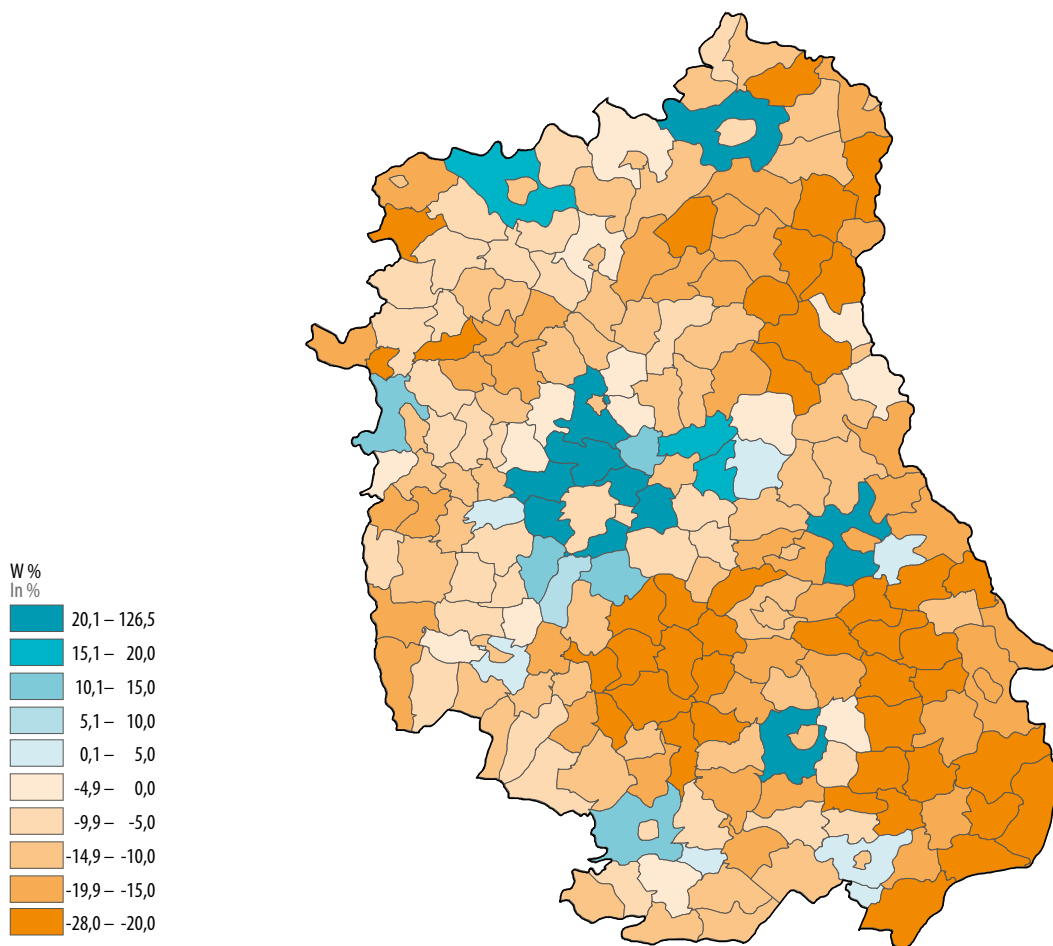 W %
In %
20,1 – 126,5
15,1 – 20,0
10,1 – 15,0
5,1 – 10,0
0,1 – 5,0
-4,9 – 0,0
-9,9 – -5,0
-14,9 – -10,0
-19,9 – -15,0
-28,0 – -20,0